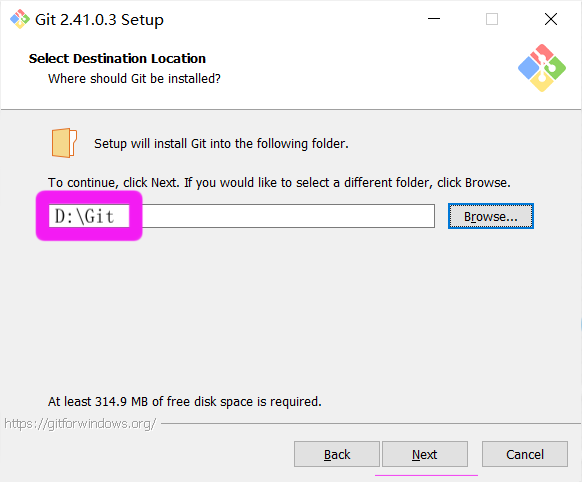 Git 2.41.0.3 Setup
Select Destination Location
Where should Git be installed?
Setup will install Git into the following folder.
To continue, click Next. If you would like to select a different folder, click Browse.
D:\Git
Browse...
At least 314.9 MB of free disk space is required.
https://gitforwindows.org/
Back
Next
Cancel